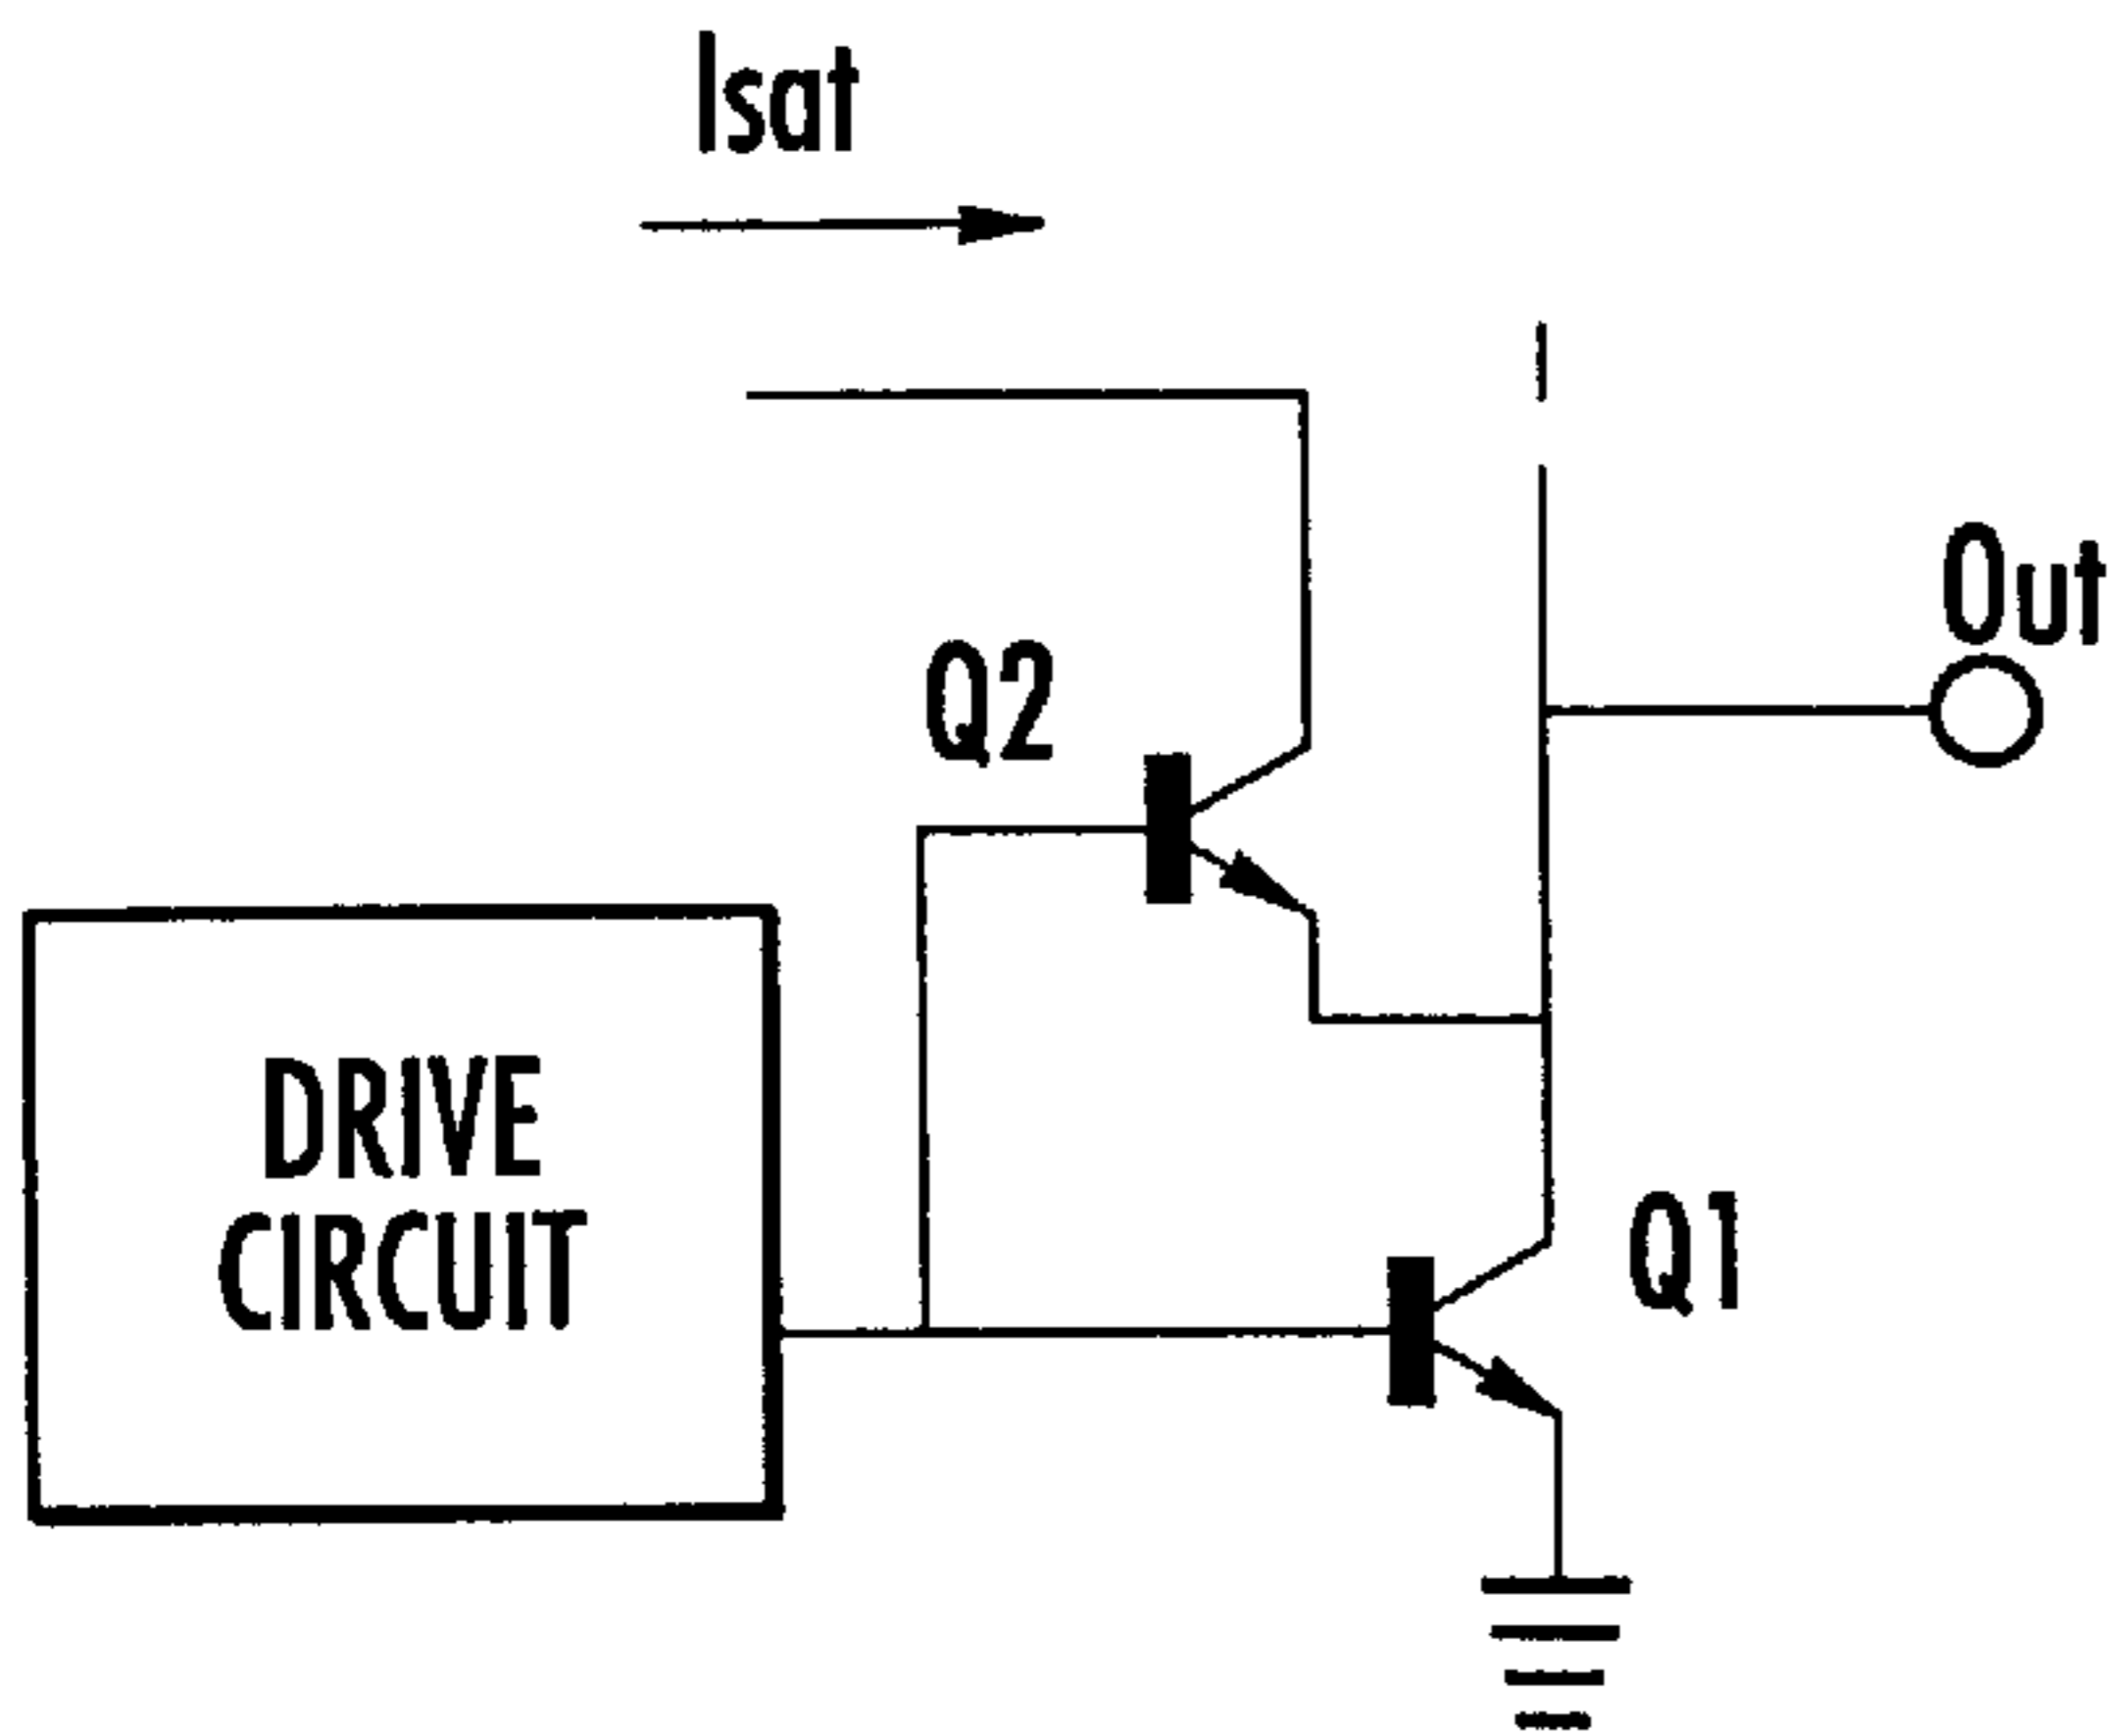 Isat
Out
Q2
DRIVE
CIRCUIT
Q1